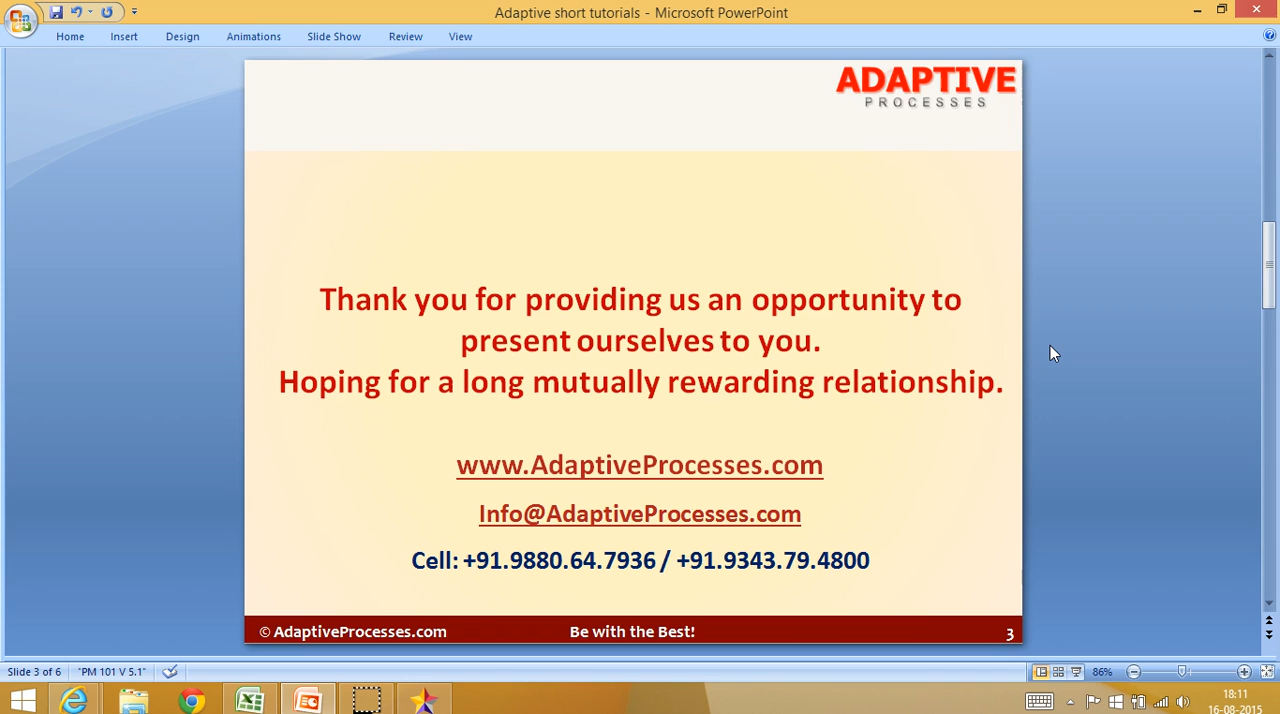 Adaptive short tutorials - Microsoft PowerPoint
Home Insert Design Animations Slide Show Review View
ADAPTIVE
PROCESSES
Thank you for providing us an opportunity to
present ourselves to you.
Hoping for a long mutually rewarding relationship.
www.AdaptiveProcesses.com
Info@AdaptiveProcesses.com
Cell: +91.9880.64.7936 / +91.9343.79.4800
© AdaptiveProcesses.com Be with the Best! 3
Slide 3 of 6 "PM 101 V 5.1" 86%
18:11
16-08-2015